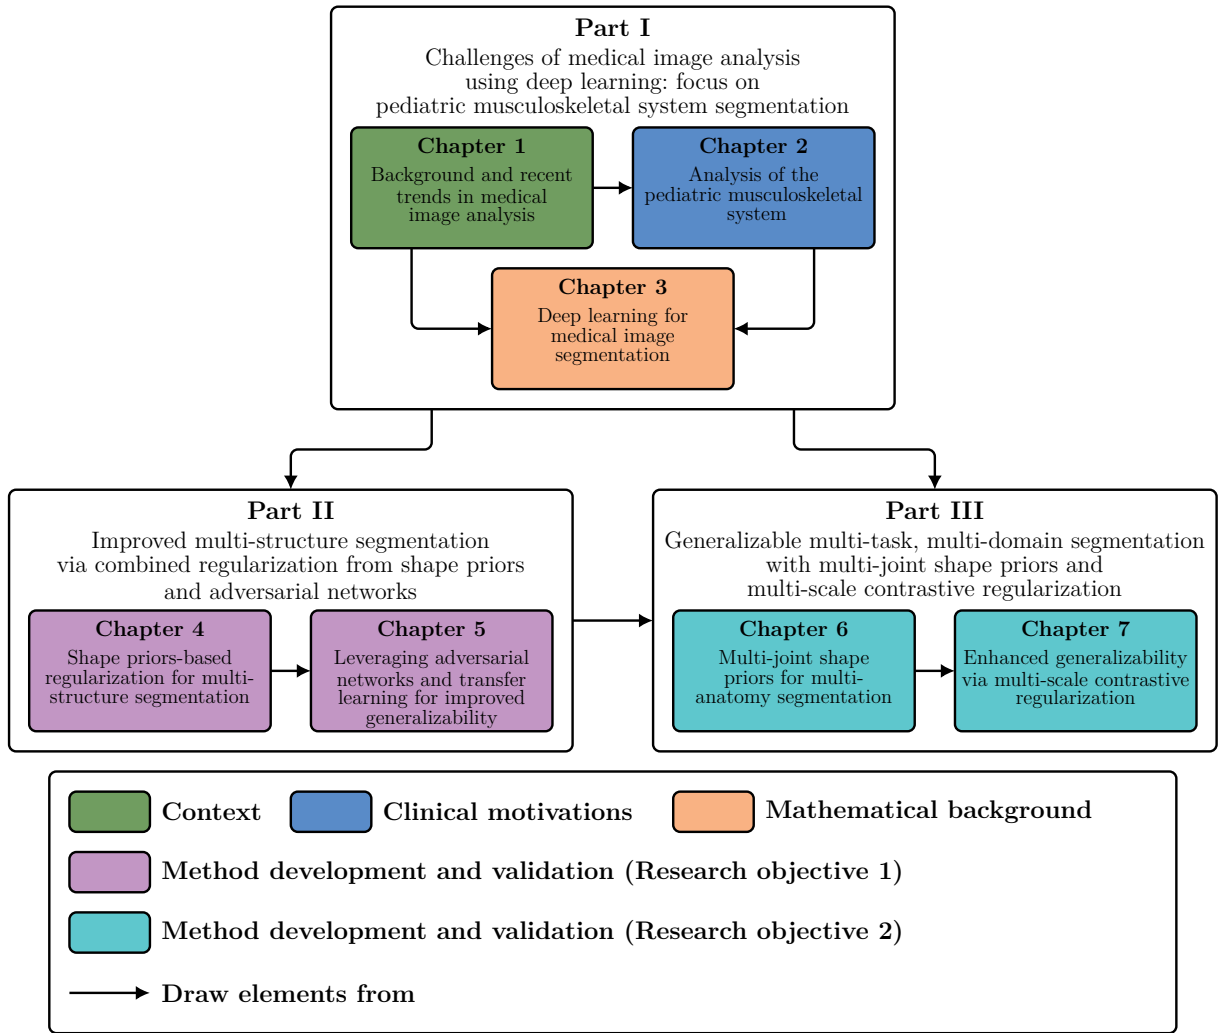 Part I
Challenges of medical image analysis
using deep learning: focus on
pediatric musculoskeletal system segmentation
Chapter 1
Background and recent
trends in medical
image analysis
Chapter 2
Analysis of the
pediatric musculoskeletal
system
Chapter 3
Deep learning for
medical image
segmentation
Part II
Improved multi-structure segmentation
via combined regularization from shape priors
and adversarial networks
Chapter 4
Shape priors-based
regularization for multi-
structure segmentation
Chapter 5
Leveraging adversarial
networks and transfer
learning for improved
generalizability
Part III
Generalizable multi-task, multi-domain segmentation
with multi-joint shape priors and
multi-scale contrastive regularization
Chapter 6
Multi-joint shape
priors for multi-
anatomy segmentation
Chapter 7
Enhanced generalizability
via multi-scale contrastive
regularization
Context
Clinical motivations
Mathematical background
Method development and validation (Research objective 1)
Method development and validation (Research objective 2)
Draw elements from